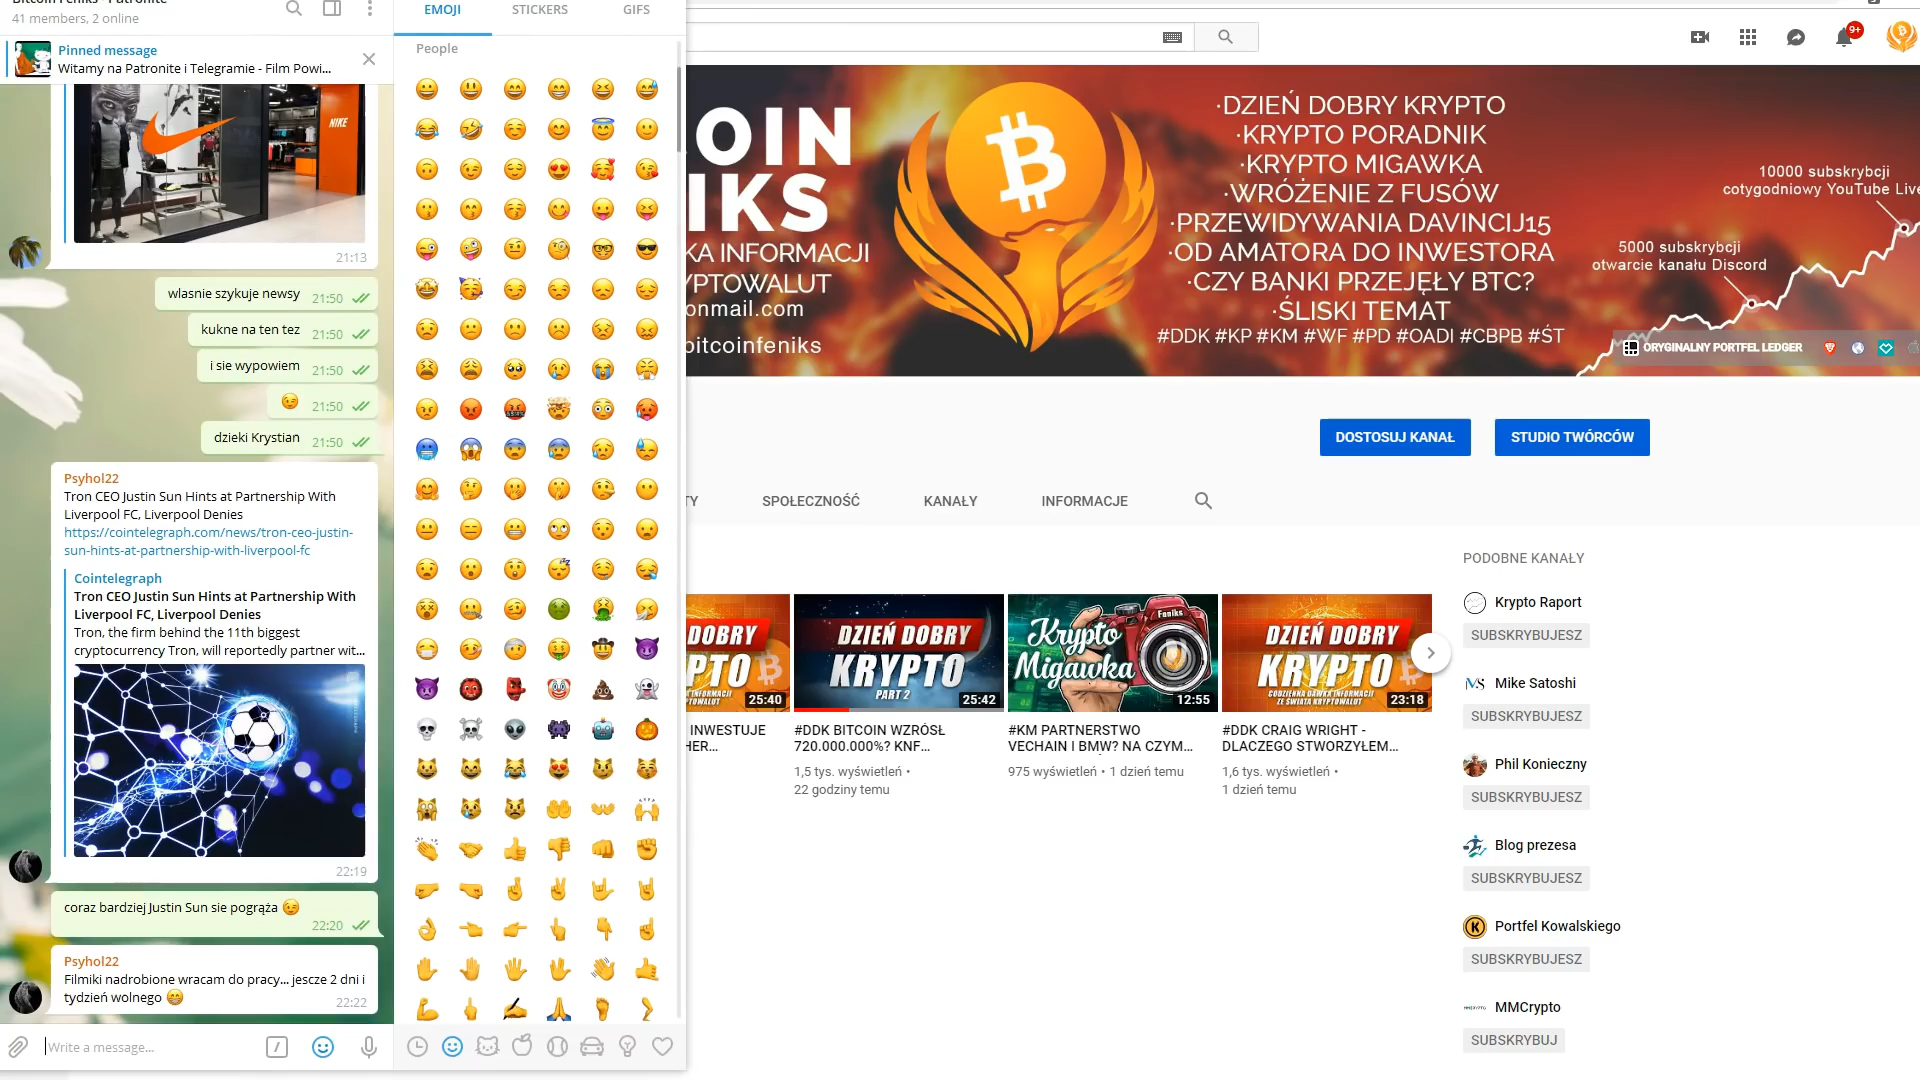 Bitcoin Feniks - Patronite
41 members, 2 online
Pinned message
Witamy na Patronite i Telegramie - Film Powi...
NIKE
21:13
wlasnie szykuje newsy 21:50
kukne na ten tez 21:50
i sie wypowiem 21:50
😉 21:50
dzieki Krystian 21:50
Psyhol22
Tron CEO Justin Sun Hints at Partnership With
Liverpool FC, Liverpool Denies
https://cointelegraph.com/news/tron-ceo-justin-
sun-hints-at-partnership-with-liverpool-fc
Cointelegraph
Tron CEO Justin Sun Hints at Partnership With
Liverpool FC, Liverpool Denies
Tron, the firm behind the 11th biggest
cryptocurrency Tron, will reportedly partner wit...
22:19
coraz bardziej Justin Sun sie pogrąża 😉
22:20
Psyhol22
Filmiki nadrobione wracam do pracy... jescze 2 dni i
tydzień wolnego 😁
22:22
Write a message...
EMOJI STICKERS GIFS
People
9+
OIN
IKS
KA INFORMACJI
YPTOWALUT
onmail.com
bitcoinfeniks
·DZIEŃ DOBRY KRYPTO
·KRYPTO PORADNIK
·KRYPTO MIGAWKA
·WRÓŻENIE Z FUSÓW
·PRZEWIDYWANIA DAVINCIJ15
·OD AMATORA DO INWESTORA
·CZY BANKI PRZEJĘŁY BTC?
·ŚLISKI TEMAT
#DDK #KP #KM #WF #PD #OADI #CBPB #ŚT
10000 subskrybcji
cotygodniowy YouTube Live
5000 subskrybcji
otwarcie kanału Discord
ORYGINALNY PORTFEL LEDGER
DOSTOSUJ KANAŁ STUDIO TWÓRCÓW
TY SPOŁECZNOŚĆ KANAŁY INFORMACJE
DOBRY
PTO
INFORMACJI
KRYPTOWALUT
25:40
INWESTUJE
HER...
DZIEŃ DOBRY
KRYPTO
PART 2
25:42
#DDK BITCOIN WZRÓSŁ
720.000.000%? KNF...
1,5 tys. wyświetleń •
22 godziny temu
Krypto
Migawka
Feniks
12:55
#KM PARTNERSTWO
VECHAIN I BMW? NA CZYM...
975 wyświetleń • 1 dzień temu
DZIEŃ DOBRY
KRYPTO
CODZIENNA DAWKA INFORMACJI
ZE ŚWIATA KRYPTOWALUT
23:18
#DDK CRAIG WRIGHT -
DLACZEGO STWORZYŁEM...
1,6 tys. wyświetleń •
1 dzień temu
PODOBNE KANAŁY
Krypto Raport
SUBSKRYBUJESZ
MS Mike Satoshi
SUBSKRYBUJESZ
Phil Konieczny
SUBSKRYBUJESZ
Blog prezesa
SUBSKRYBUJESZ
K Portfel Kowalskiego
SUBSKRYBUJESZ
MMCrypto
SUBSKRYBUJ